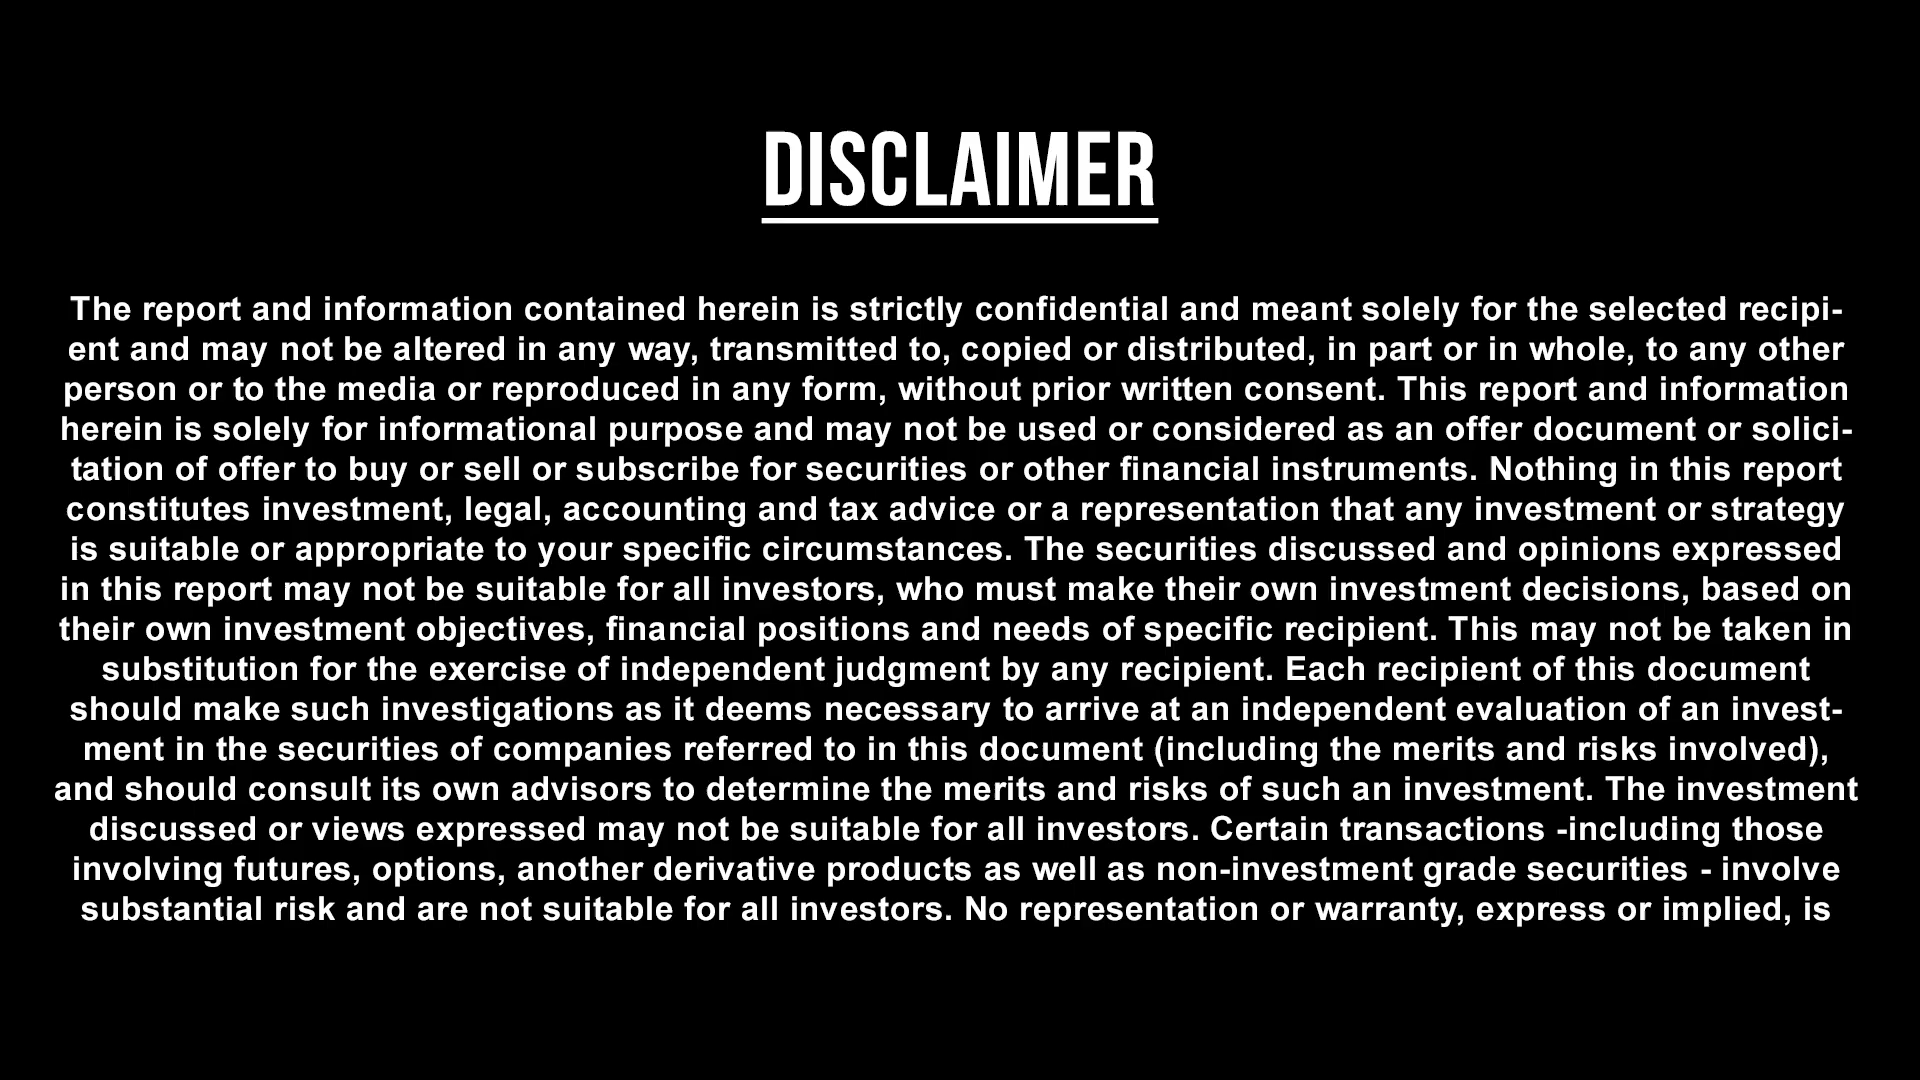 DISCLAIMER
The report and information contained herein is strictly confidential and meant solely for the selected recipi-
ent and may not be altered in any way, transmitted to, copied or distributed, in part or in whole, to any other
person or to the media or reproduced in any form, without prior written consent. This report and information
herein is solely for informational purpose and may not be used or considered as an offer document or solici-
tation of offer to buy or sell or subscribe for securities or other financial instruments. Nothing in this report
constitutes investment, legal, accounting and tax advice or a representation that any investment or strategy
is suitable or appropriate to your specific circumstances. The securities discussed and opinions expressed
in this report may not be suitable for all investors, who must make their own investment decisions, based on
their own investment objectives, financial positions and needs of specific recipient. This may not be taken in
substitution for the exercise of independent judgment by any recipient. Each recipient of this document
should make such investigations as it deems necessary to arrive at an independent evaluation of an invest-
ment in the securities of companies referred to in this document (including the merits and risks involved),
and should consult its own advisors to determine the merits and risks of such an investment. The investment
discussed or views expressed may not be suitable for all investors. Certain transactions -including those
involving futures, options, another derivative products as well as non-investment grade securities - involve
substantial risk and are not suitable for all investors. No representation or warranty, express or implied, is